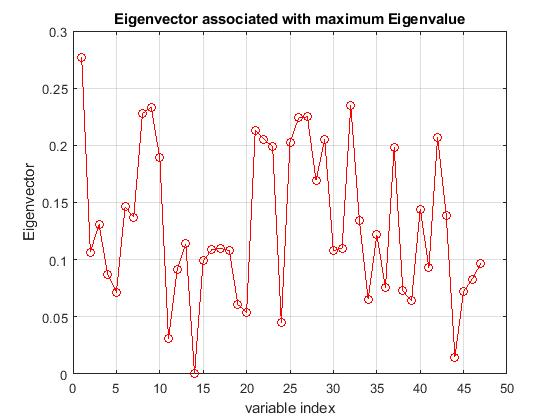 Eigenvector associated with maximum Eigenvalue
0.3
0.25
0.2
0.15
0.1
0.05
0
Eigenvector
0 5 10 15 20 25 30 35 40 45 50
variable index